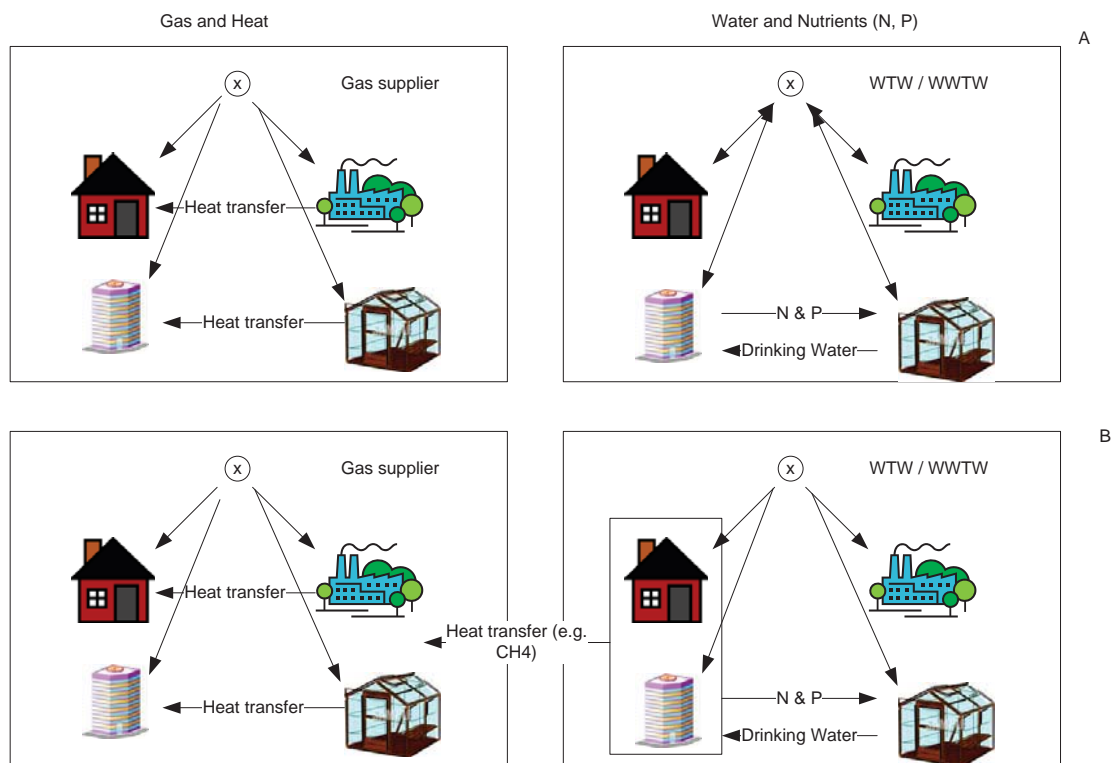 Gas and Heat
Water and Nutrients (N, P)
A
x
Gas supplier
Heat transfer
Heat transfer
x
WTW / WWTW
N & P
Drinking Water
B
x
Gas supplier
Heat transfer
Heat transfer
Heat transfer (e.g.
CH4)
x
WTW / WWTW
N & P
Drinking Water